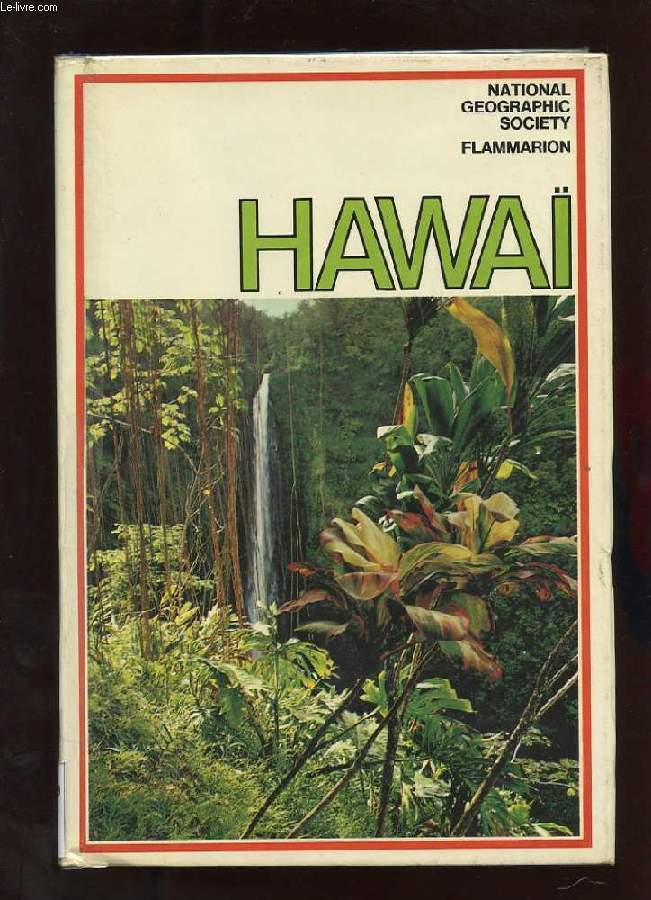 Le-livre.com
NATIONAL
GEOGRAPHIC
SOCIETY
FLAMMARION
HAWAÏ